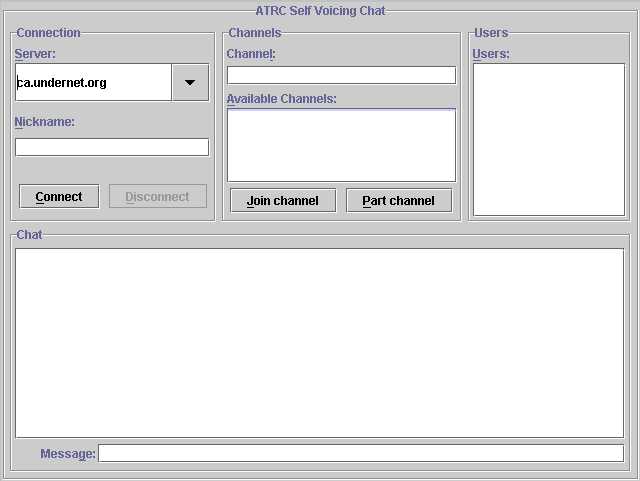 ATRC Self Voicing Chat
Connection
Server:
ca.undernet.org
Nickname:
Connect
Disconnect
Channels
Channel:
Available Channels:
Join channel
Part channel
Users
Users:
Chat
Message: